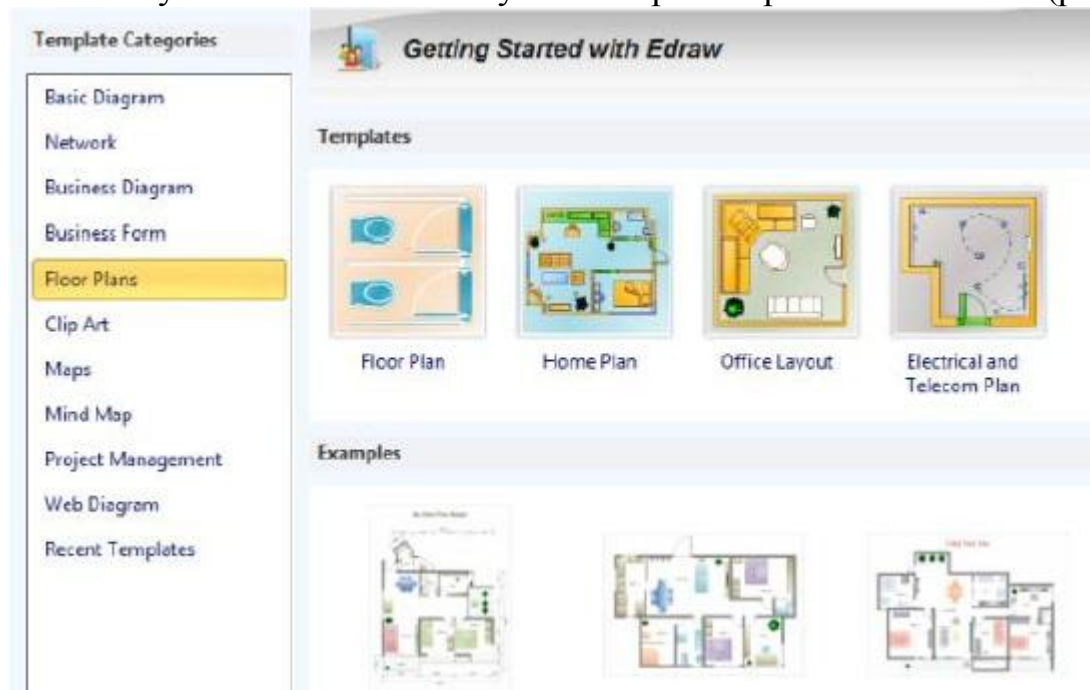 Template Categories
Getting Started with Edraw
Basic Diagram
Network
Business Diagram
Business Form
Floor Plans
Clip Art
Maps
Mind Map
Project Management
Web Diagram
Recent Templates
Templates
Floor Plan
Home Plan
Office Layout
Electrical and
Telecom Plan
Examples